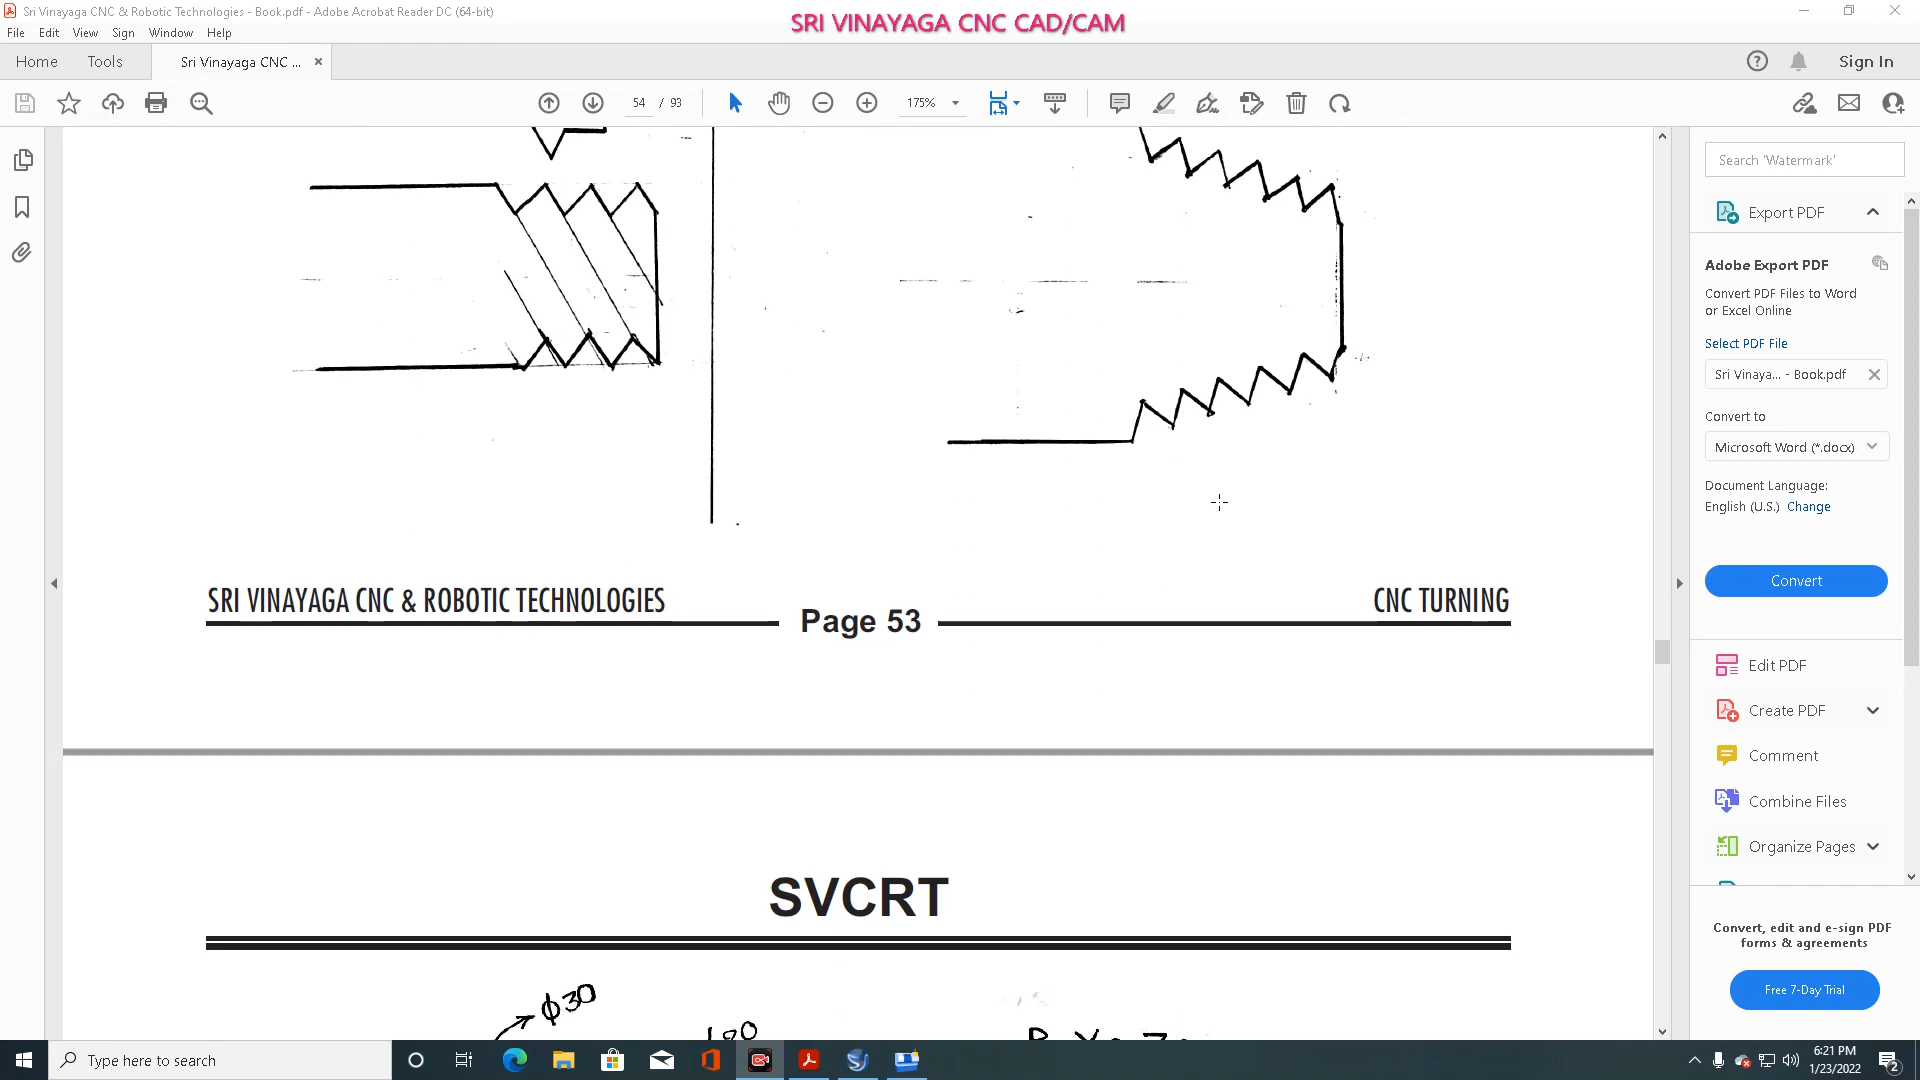 Sri Vinayaga CNC & Robotic Technologies - Book.pdf - Adobe Acrobat Reader DC (64-bit)
SRI VINAYAGA CNC CAD/CAM
File Edit View Sign Window Help
Home Tools Sri Vinayaga CNC ... Sign In
54 / 93 175%
Search 'Watermark'
Export PDF
Adobe Export PDF
Convert PDF Files to Word
or Excel Online
Select PDF File
Sri Vinaya... - Book.pdf
Convert to
Microsoft Word (*.docx)
Document Language:
English (U.S.) Change
Convert
Edit PDF
Create PDF
Comment
Combine Files
Organize Pages
Convert, edit and e-sign PDF
forms & agreements
Free 7-Day Trial
SRI VINAYAGA CNC & ROBOTIC TECHNOLOGIES
Page 53
CNC TURNING
SVCRT
ϕ30
Type here to search
6:21 PM
1/23/2022
2